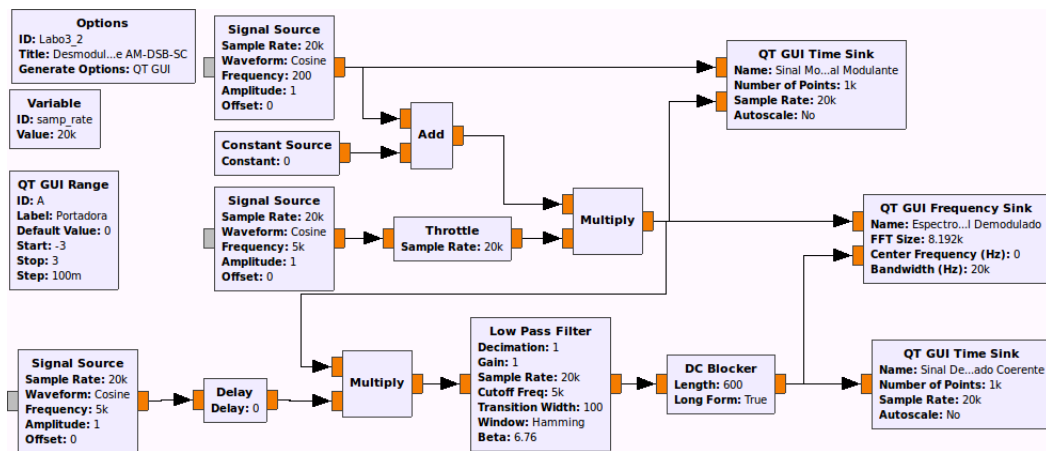 Options
ID: Labo3_2
Title: Desmodul...e AM-DSB-SC
Generate Options: QT GUI
Variable
ID: samp_rate
Value: 20k
QT GUI Range
ID: A
Label: Portadora
Default Value: 0
Start: -3
Stop: 3
Step: 100m
Signal Source
Sample Rate: 20k
Waveform: Cosine
Frequency: 200
Amplitude: 1
Offset: 0
Constant Source
Constant: 0
Add
Signal Source
Sample Rate: 20k
Waveform: Cosine
Frequency: 5k
Amplitude: 1
Offset: 0
Throttle
Sample Rate: 20k
Multiply
QT GUI Time Sink
Name: Sinal Mo...al Modulante
Number of Points: 1k
Sample Rate: 20k
Autoscale: No
QT GUI Frequency Sink
Name: Espectro...l Demodulado
FFT Size: 8.192k
Center Frequency (Hz): 0
Bandwidth (Hz): 20k
Signal Source
Sample Rate: 20k
Waveform: Cosine
Frequency: 5k
Amplitude: 1
Offset: 0
Delay
Delay: 0
Multiply
Low Pass Filter
Decimation: 1
Gain: 1
Sample Rate: 20k
Cutoff Freq: 5k
Transition Width: 100
Window: Hamming
Beta: 6.76
DC Blocker
Length: 600
Long Form: True
QT GUI Time Sink
Name: Sinal De...ado Coerente
Number of Points: 1k
Sample Rate: 20k
Autoscale: No